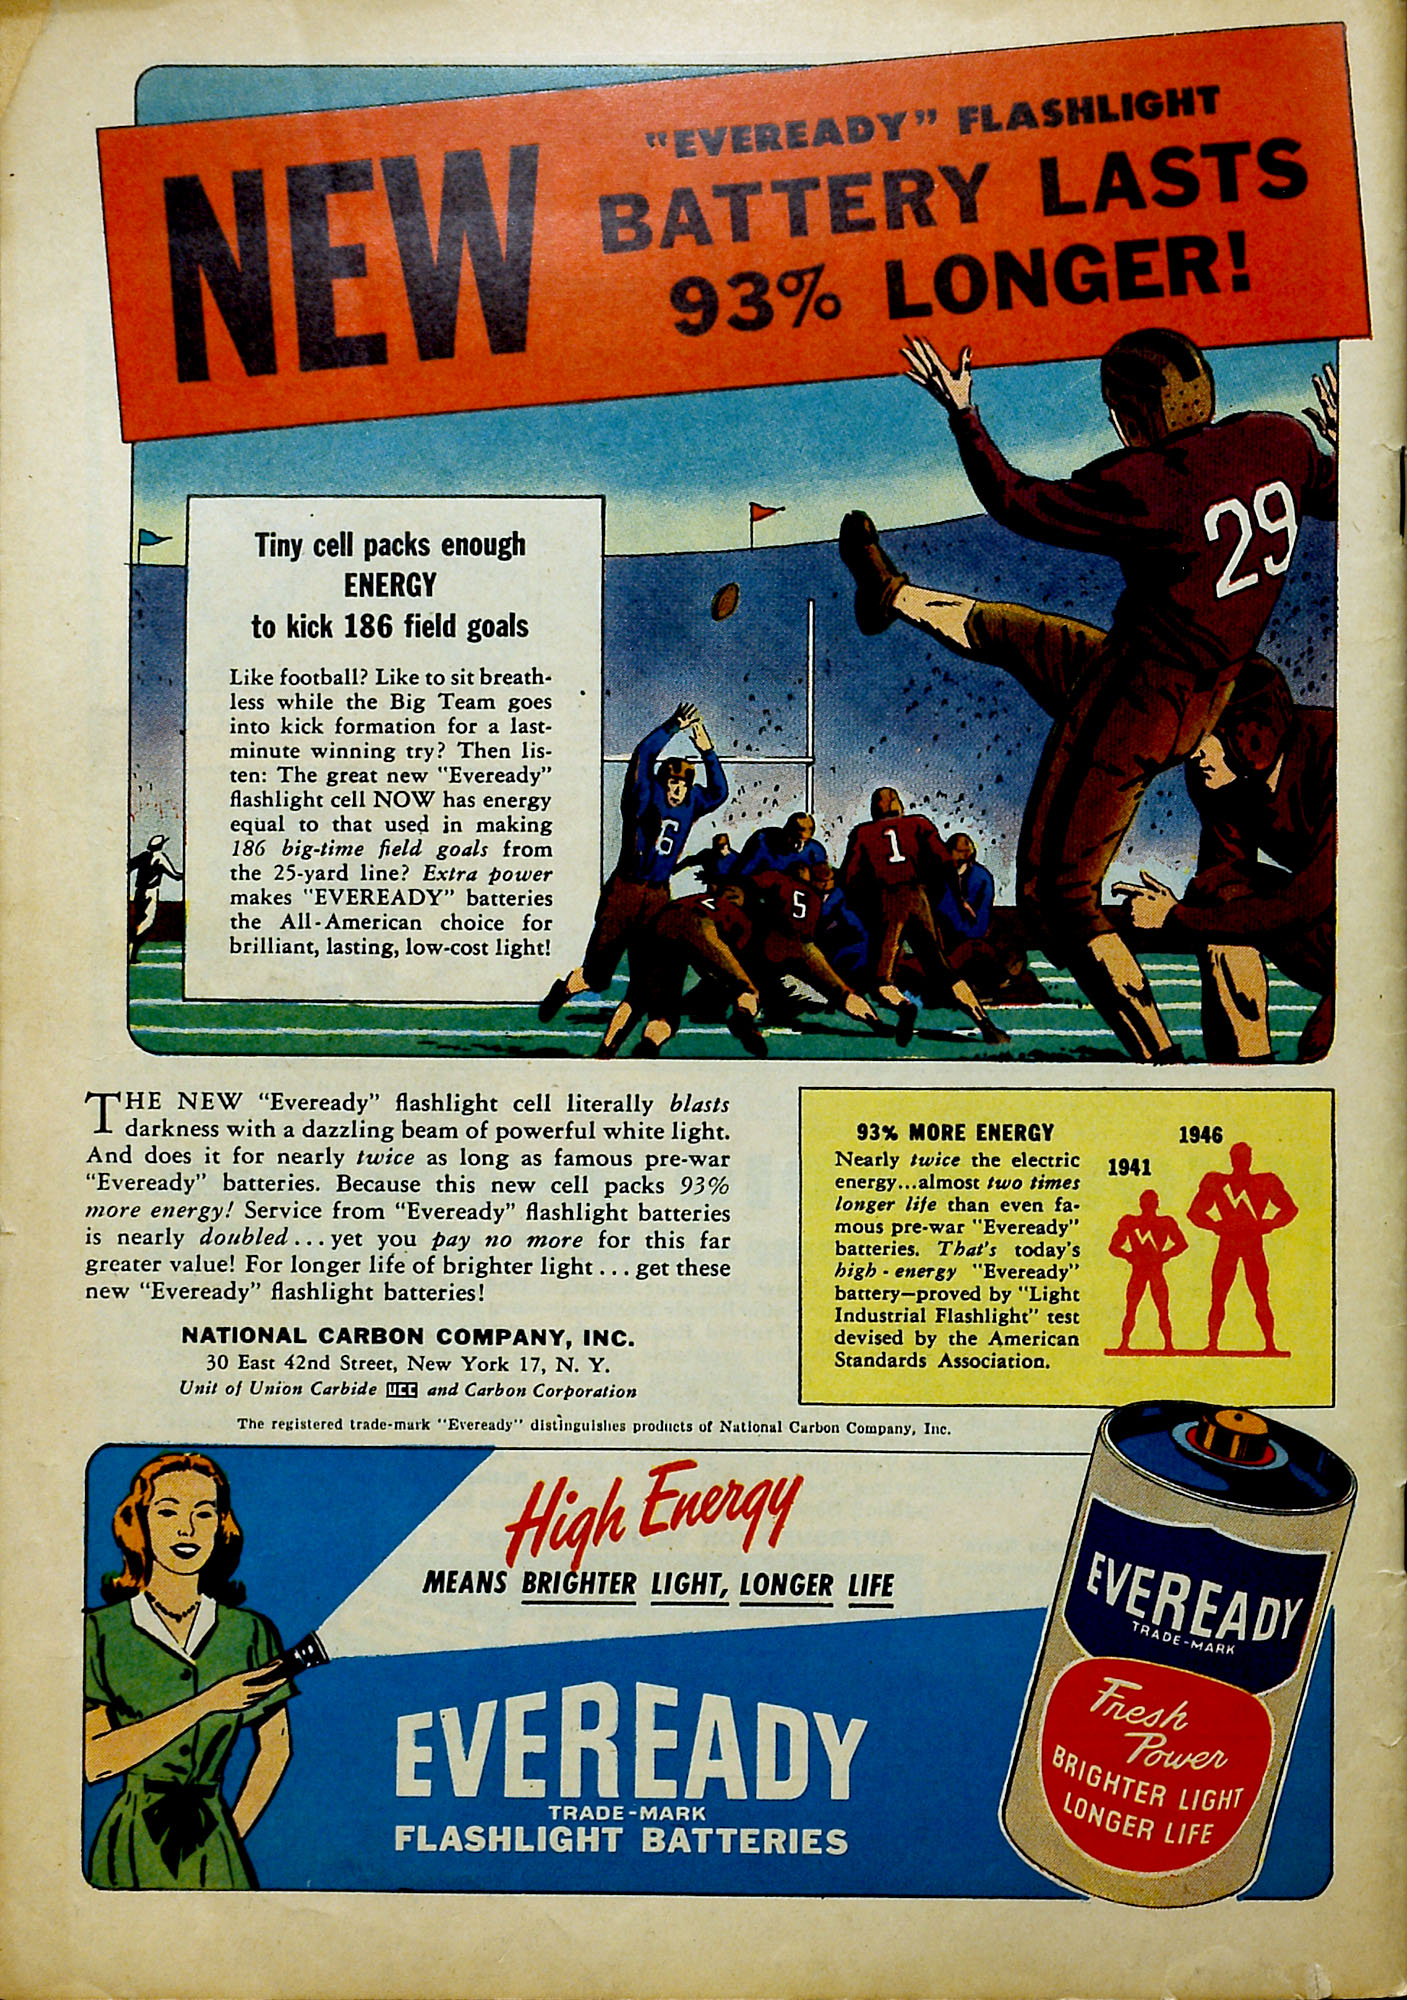 NEW
"EVEREADY" FLASHLIGHT
BATTERY LASTS
93% LONGER!
29
Tiny cell packs enough
ENERGY
to kick 186 field goals
Like football? Like to sit breath-
less while the Big Team goes
into kick formation for a last-
minute winning try? Then lis-
ten: The great new "Eveready"
flashlight cell NOW has energy
equal to that used in making
186 big-time field goals from
the 25-yard line? Extra power
makes "EVEREADY" batteries
the All-American choice for
brilliant, lasting, low-cost light!
6
1
5
THE NEW "Eveready" flashlight cell literally blasts
darkness with a dazzling beam of powerful white light.
And does it for nearly twice as long as famous pre-war
"Eveready" batteries. Because this new cell packs 93%
more energy! Service from "Eveready" flashlight batteries
is nearly doubled...yet you pay no more for this far
greater value! For longer life of brighter light...get these
new "Eveready" flashlight batteries!
NATIONAL CARBON COMPANY, INC.
30 East 42nd Street, New York 17, N. Y.
Unit of Union Carbide UCC and Carbon Corporation
The registered trade-mark "Eveready" distinguishes products of National Carbon Company, Inc.
93% MORE ENERGY
Nearly twice the electric
energy...almost two times
longer life than even fa-
mous pre-war "Eveready"
batteries. That's today's
high-energy "Eveready"
battery—proved by "Light
Industrial Flashlight" test
devised by the American
Standards Association.
1941
1946
High Energy
MEANS BRIGHTER LIGHT, LONGER LIFE
EVEREADY
TRADE-MARK
FLASHLIGHT BATTERIES
EVEREADY
TRADE-MARK
Fresh
Power
BRIGHTER LIGHT
LONGER LIFE